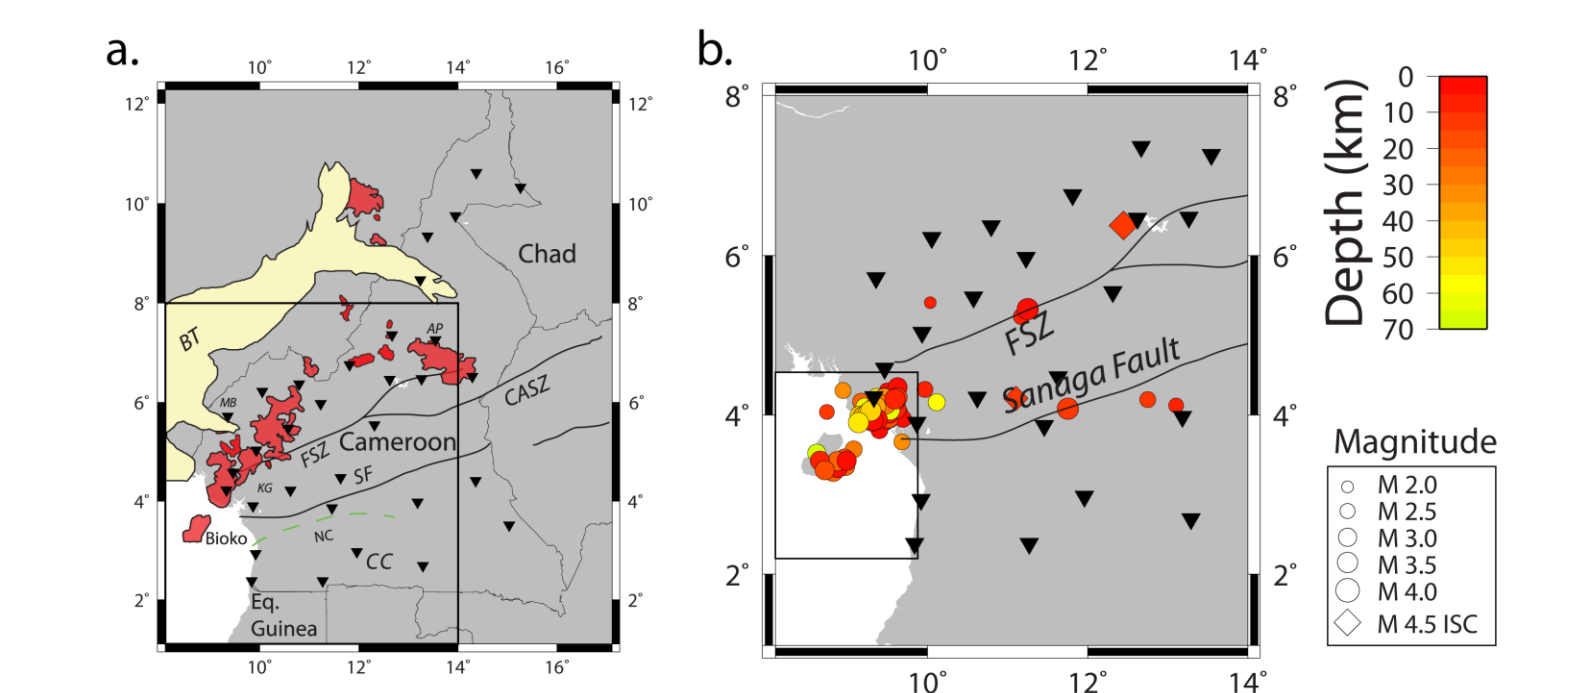 a.
10° 12° 14° 16°
12° 12°
10° 10°
Chad
8° 8°
BT
AP
6° 6°
MB
CASZ
Cameroon
FSZ
SF
KG
4° 4°
Bioko
NC
CC
2° 2°
Eq.
Guinea
10° 12° 14° 16°
b.
10° 12° 14°
8° 8°
6° 6°
FSZ
Sanaga Fault
4° 4°
2° 2°
10° 12° 14°
Depth (km)
0
10
20
30
40
50
60
70
Magnitude
M 2.0
M 2.5
M 3.0
M 3.5
M 4.0
M 4.5 ISC